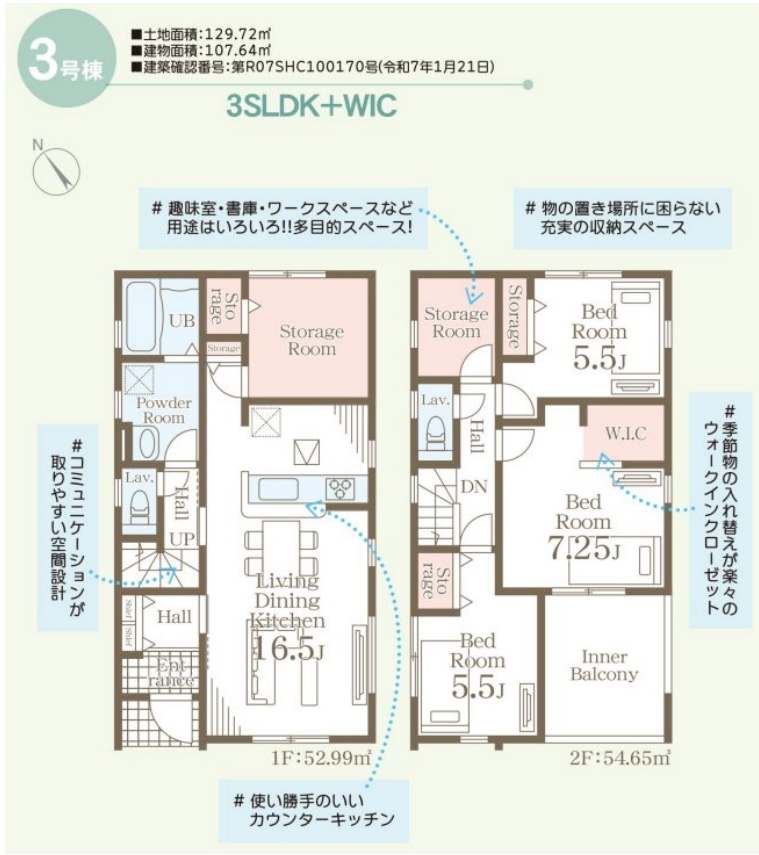 3号棟
■土地面積:129.72㎡
■建物面積:107.64㎡
■建築確認番号:第R07SHC100170号(令和7年1月21日)
3SLDK+WIC
N
# 趣味室・書庫・ワークスペースなど
用途はいろいろ!!多目的スペース!
# 物の置き場所に困らない
充実の収納スペース
UB
Sto
rage
Storage
Room
Storage
Powder
Room
Lav.
Hall
UP
Hall
Ent
rance
Living
Dining
Kitchen
16.5J
1F:52.99㎡
Storage
Room
Storage
Bed
Room
5.5J
Lav.
Hall
DN
W.I.C
Bed
Room
7.25J
Sto
rage
Bed
Room
5.5J
Inner
Balcony
2F:54.65㎡
# コミュニケーションが
取りやすい空間設計
# 季節物の入れ替えが楽々の
ウォークインクローゼット
# 使い勝手のいい
カウンターキッチン